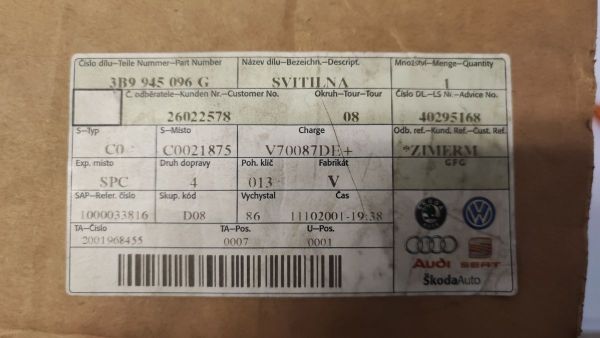 Číslo dílu–Teile Nummer–Part Number Název dílu–Bezeichn.–Descript. Množství–Menge–Quantity
3B9 945 096 G SVITILNA 1
Č. odběratele–Kunden Nr.–Customer No. Okruh–Tour–Tour Číslo DL.–LS Nr.–Advice No.
26022578 08 40295168
S–Typ S–Místo Charge Odb. ref.–Kund. Ref.–Cust. Ref.
C0 C0021875 V70087DE+ *ZIMERM
Exp. místo Druh dopravy Poh. klíč Fabrikát GFG
SPC 4 013 V
SAP–Refer. číslo Skup. kód Vychystal Čas
1000033816 D08 86 11102001-19:38
TA–Číslo TA–Pos. U–Pos.
2001968455 0007 0001
Audi SEAT
ŠkodaAuto